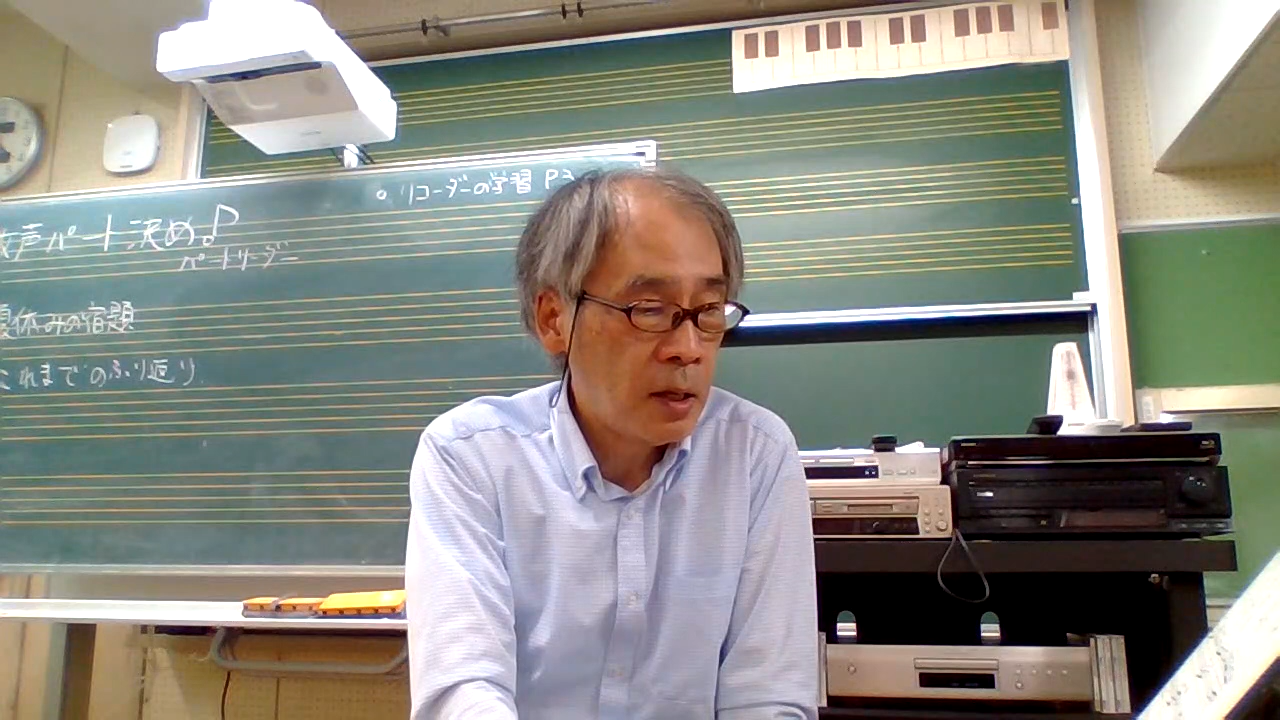 声パート決め♪
パートリーダー
夏休みの宿題
これまでのふり返り
○リコーダーの学習 P3